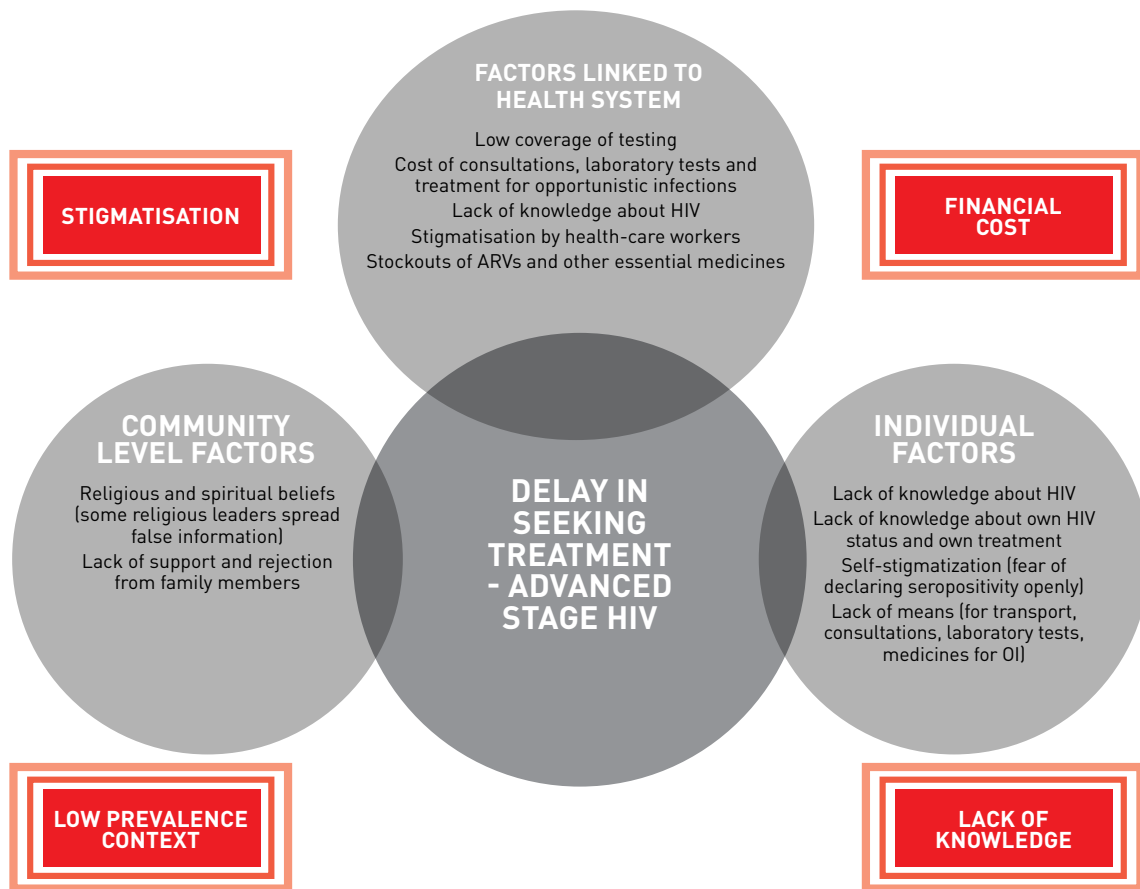 FACTORS LINKED TO
HEALTH SYSTEM
Low coverage of testing
Cost of consultations, laboratory tests and
treatment for opportunistic infections
Lack of knowledge about HIV
Stigmatisation by health-care workers
Stockouts of ARVs and other essential medicines
STIGMATISATION
FINANCIAL
COST
COMMUNITY
LEVEL FACTORS
Religious and spiritual beliefs
(some religious leaders spread
false information)
Lack of support and rejection
from family members
DELAY IN
SEEKING
TREATMENT
- ADVANCED
STAGE HIV
INDIVIDUAL
FACTORS
Lack of knowledge about HIV
Lack of knowledge about own HIV
status and own treatment
Self-stigmatization (fear of
declaring seropositivity openly)
Lack of means (for transport,
consultations, laboratory tests,
medicines for OI)
LOW PREVALENCE
CONTEXT
LACK OF
KNOWLEDGE